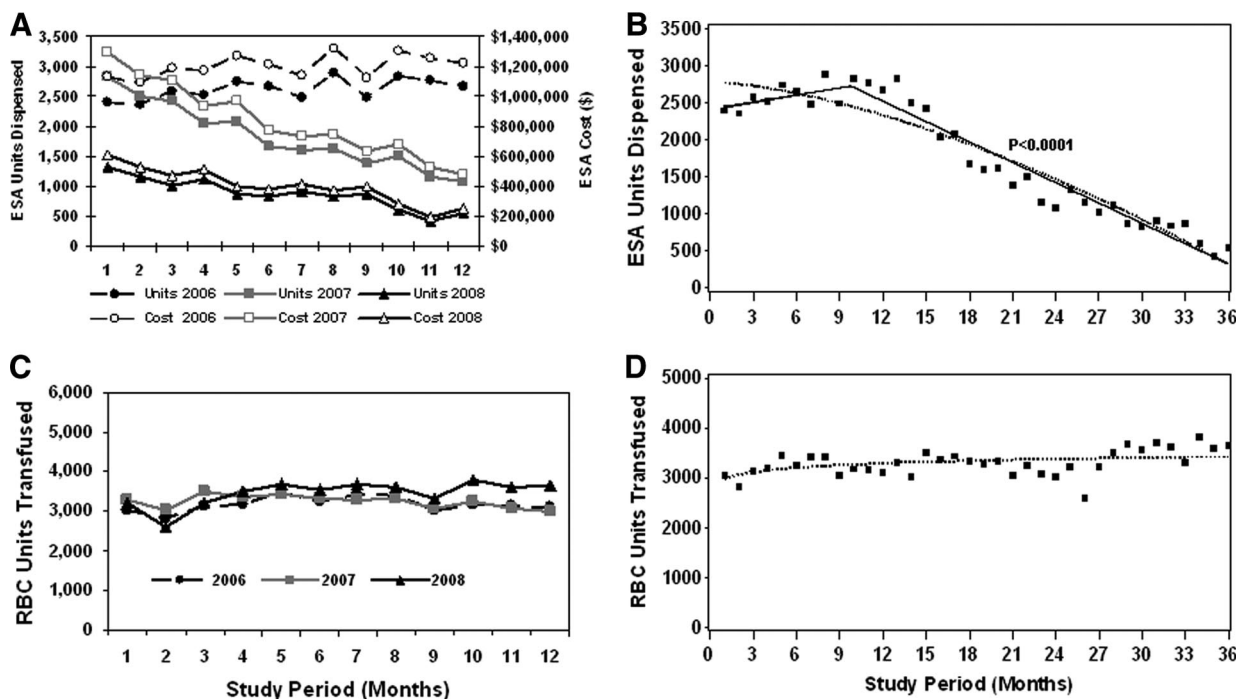 A
ESA Units Dispensed
3,500
3,000
2,500
2,000
1,500
1,000
500
0
$1,400,000
$1,200,000
$1,000,000
$800,000
$600,000
$400,000
$200,000
$0
ESA Cost ($)
1 2 3 4 5 6 7 8 9 10 11 12
Units 2006 Units 2007 Units 2008
Cost 2006 Cost 2007 Cost 2008
B
ESA Units Dispensed
3500
3000
2500
2000
1500
1000
500
0
P<0.0001
0 3 6 9 12 15 18 21 24 27 30 33 36
C
RBC Units Transfused
6,000
5,000
4,000
3,000
2,000
1,000
0
2006 2007 2008
1 2 3 4 5 6 7 8 9 10 11 12
Study Period (Months)
D
RBC Units Transfused
5000
4000
3000
2000
1000
0
0 3 6 9 12 15 18 21 24 27 30 33 36
Study Period (Months)